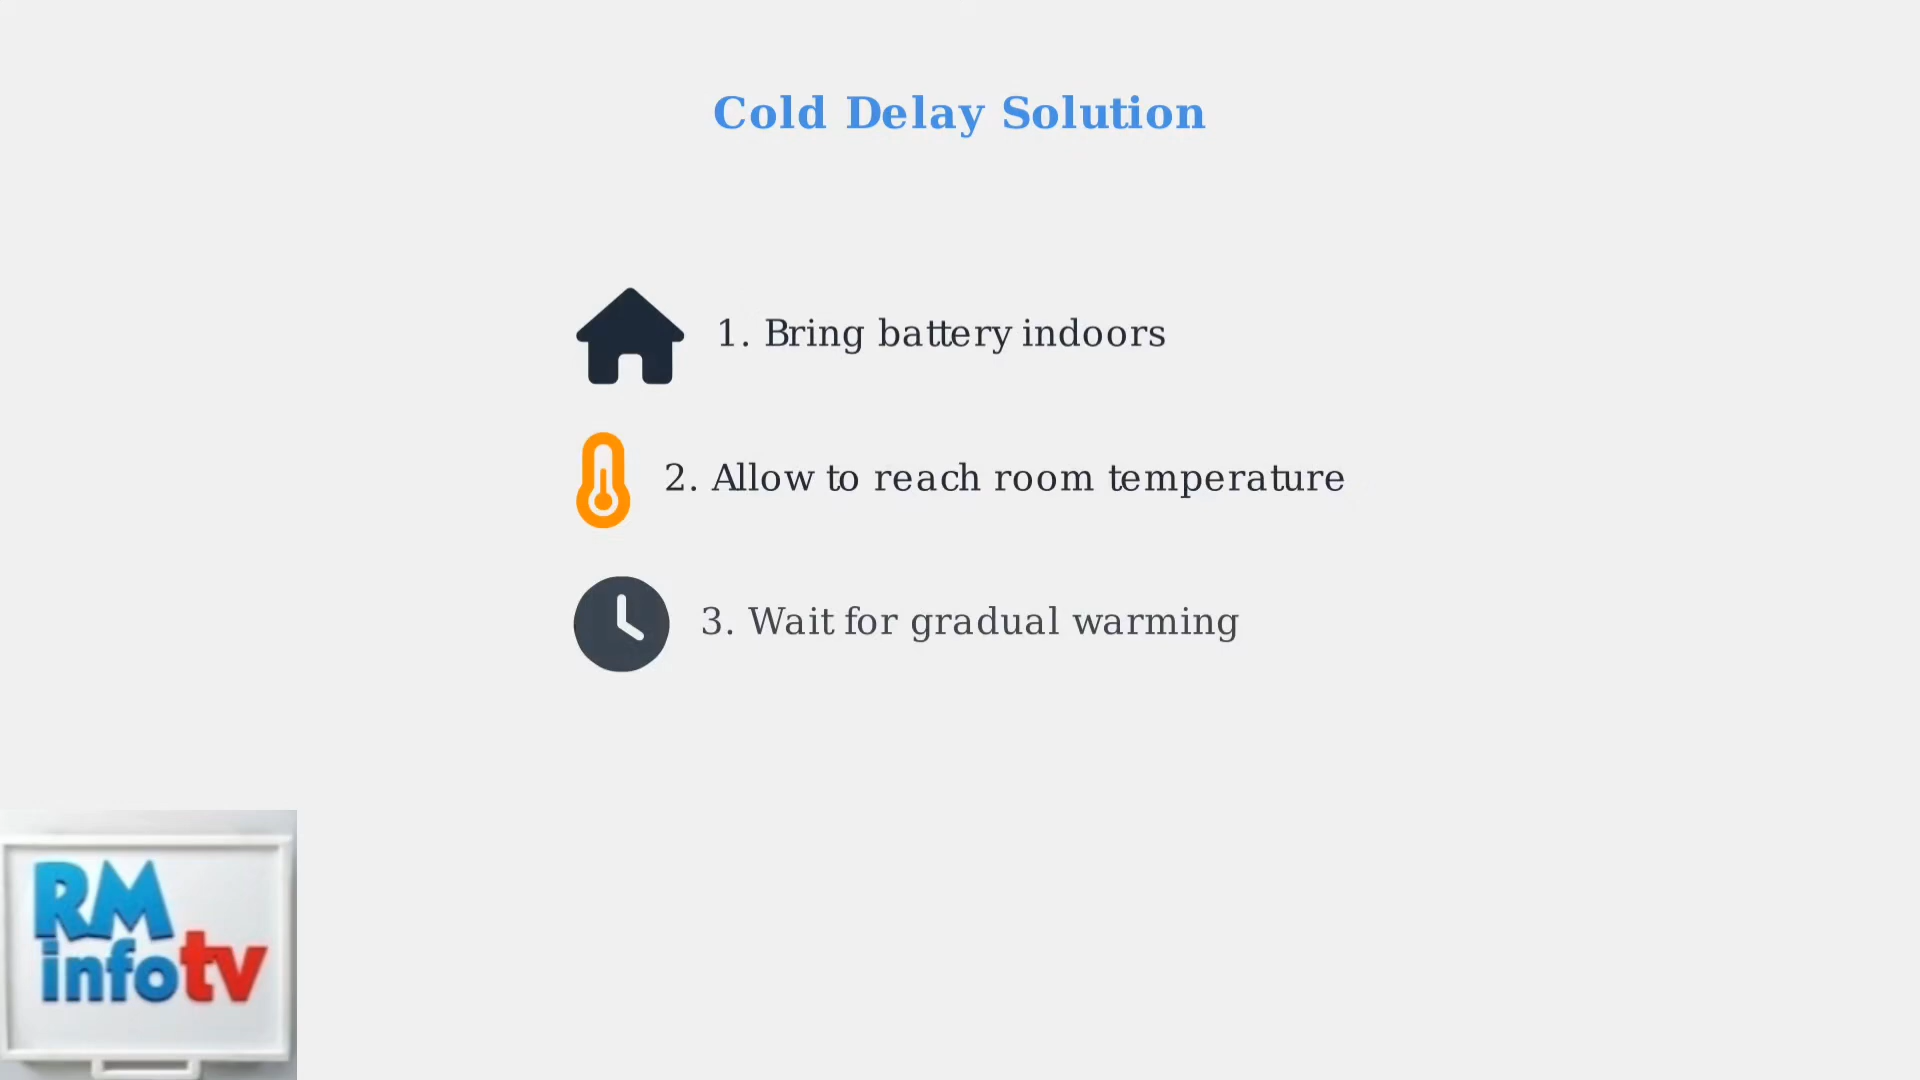 Cold Delay Solution
1. Bring battery indoors
2. Allow to reach room temperature
3. Wait for gradual warming
RM
infotv